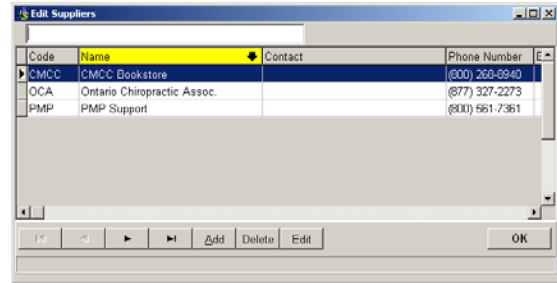 Edit Suppliers
Code Name Contact Phone Number E
CMCC CMCC Bookstore (800) 268-8940
OCA Ontario Chiropractic Assoc. (877) 327-2273
PMP PMP Support (800) 561-7361
Add Delete Edit OK